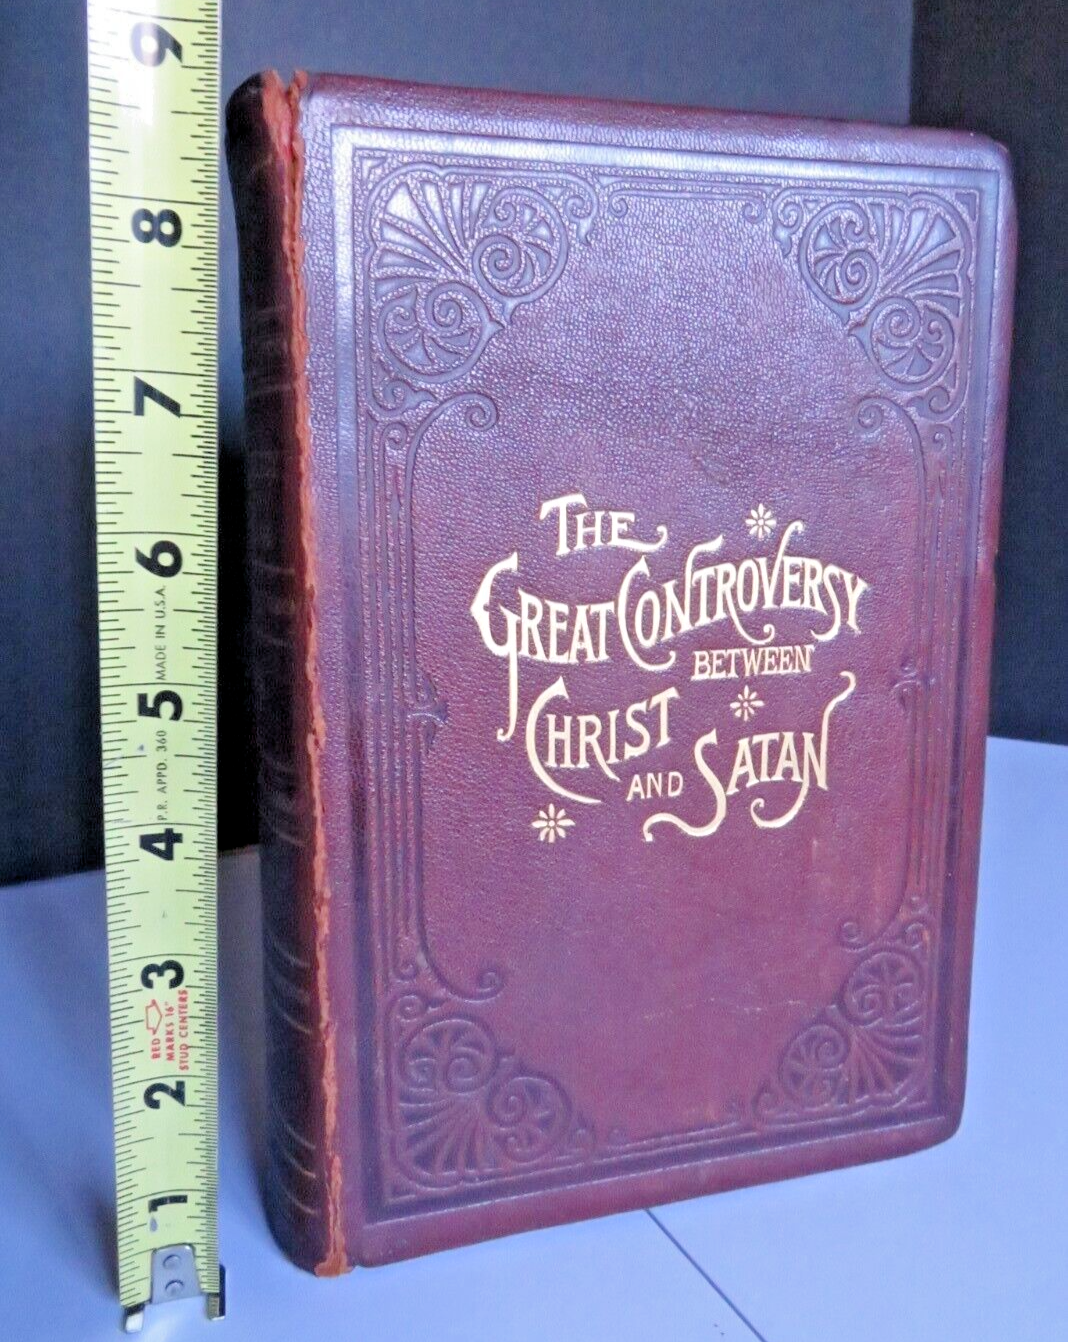 THE
GREAT CONTROVERSY
BETWEEN
CHRIST
AND SATAN
9
8
7
6
MADE IN U.S.A.
5
P.R. APPD. 360
4
3
RED
MARKS 16"
STUD CENTERS
2
1